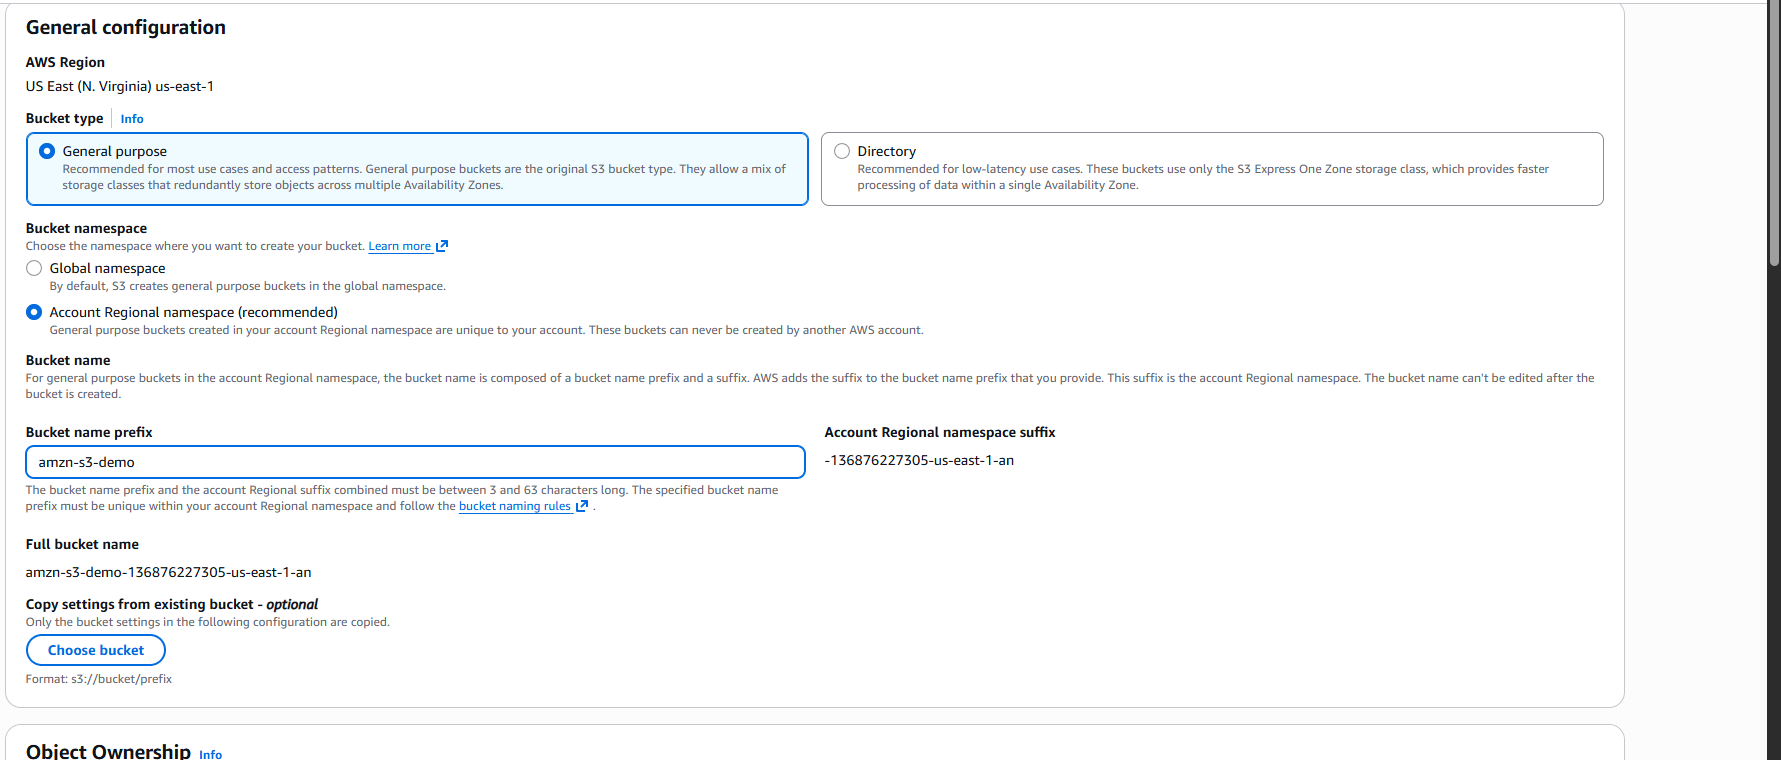 General configuration
AWS Region
US East (N. Virginia) us-east-1
Bucket type Info
General purpose
Recommended for most use cases and access patterns. General purpose buckets are the original S3 bucket type. They allow a mix of
storage classes that redundantly store objects across multiple Availability Zones.
Directory
Recommended for low-latency use cases. These buckets use only the S3 Express One Zone storage class, which provides faster
processing of data within a single Availability Zone.
Bucket namespace
Choose the namespace where you want to create your bucket. Learn more
Global namespace
By default, S3 creates general purpose buckets in the global namespace.
Account Regional namespace (recommended)
General purpose buckets created in your account Regional namespace are unique to your account. These buckets can never be created by another AWS account.
Bucket name
For general purpose buckets in the account Regional namespace, the bucket name is composed of a bucket name prefix and a suffix. AWS adds the suffix to the bucket name prefix that you provide. This suffix is the account Regional namespace. The bucket name can't be edited after the
bucket is created.
Bucket name prefix
amzn-s3-demo
The bucket name prefix and the account Regional suffix combined must be between 3 and 63 characters long. The specified bucket name
prefix must be unique within your account Regional namespace and follow the bucket naming rules .
Account Regional namespace suffix
-136876227305-us-east-1-an
Full bucket name
amzn-s3-demo-136876227305-us-east-1-an
Copy settings from existing bucket - optional
Only the bucket settings in the following configuration are copied.
Choose bucket
Format: s3://bucket/prefix
Object Ownership Info